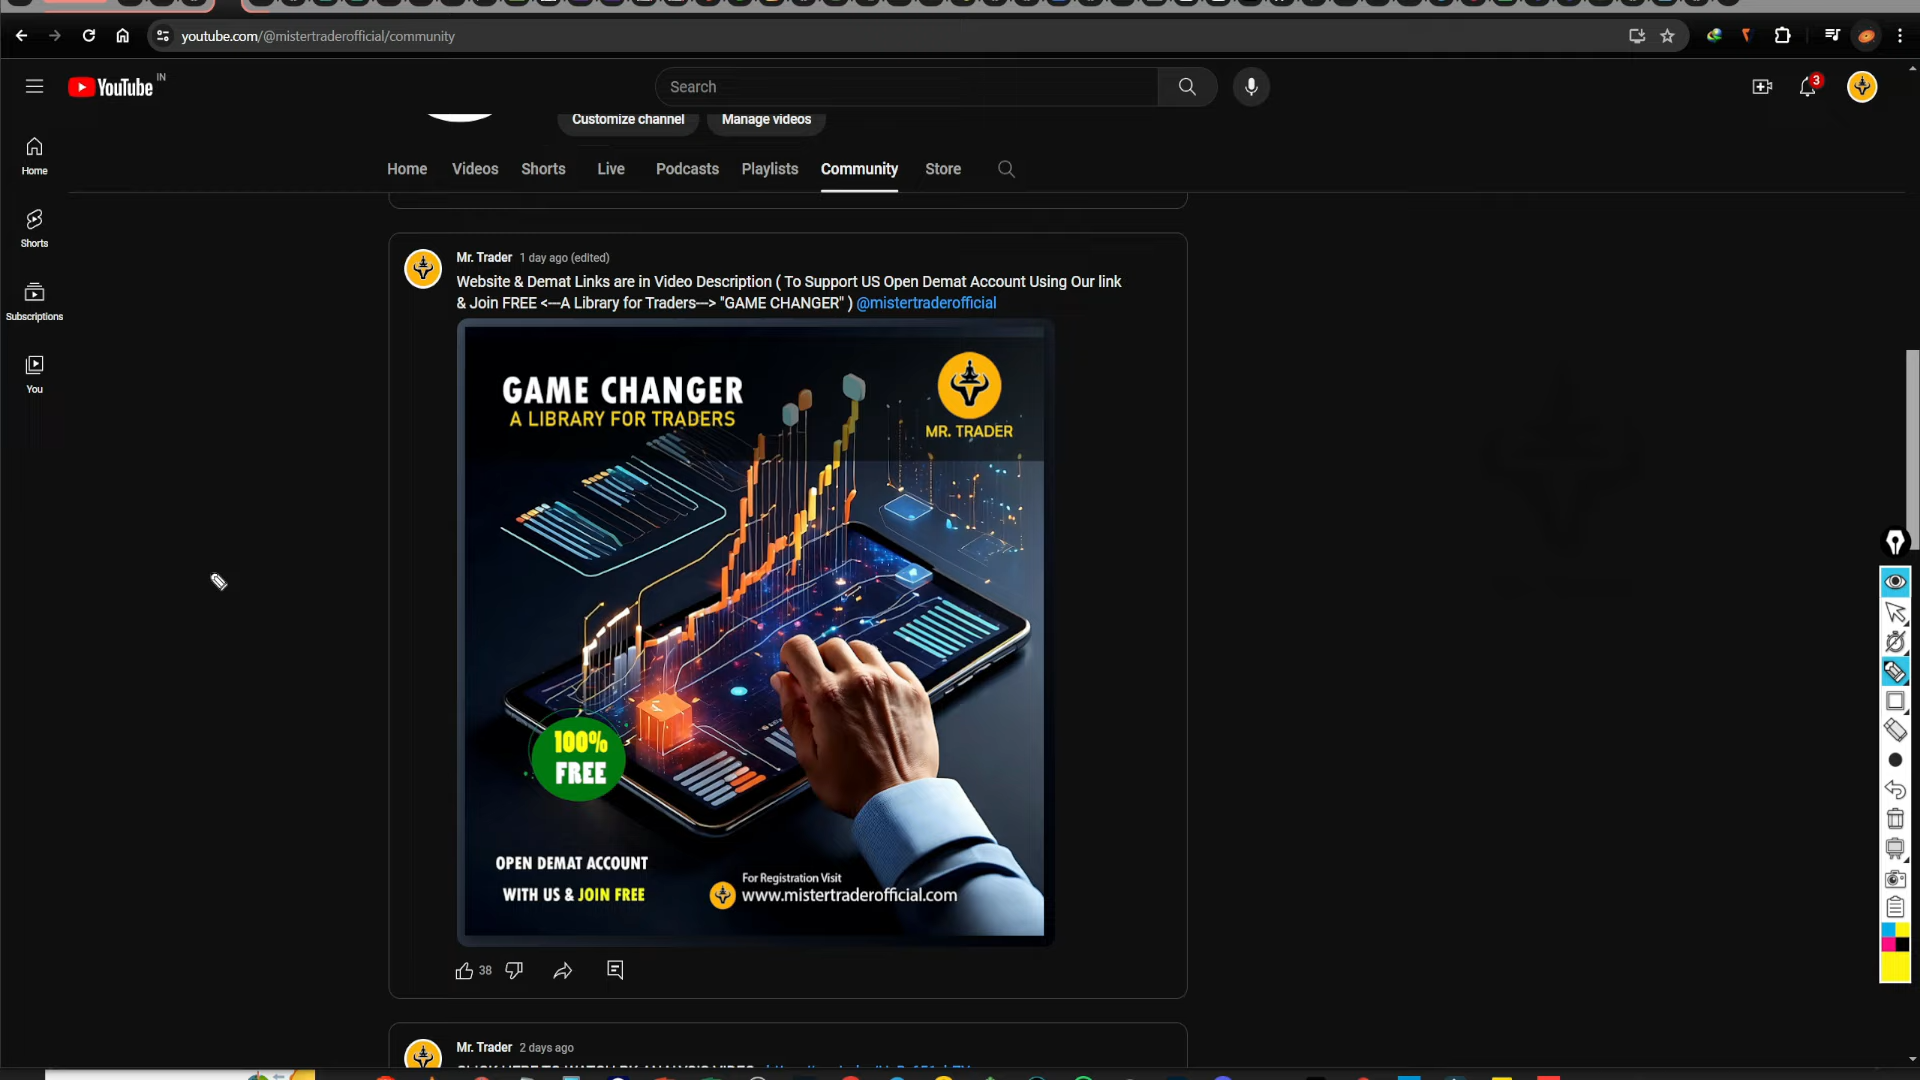 youtube.com/@mistertraderofficial/community
YouTube IN
Search
3
Customize channel
Manage videos
Home
Videos
Shorts
Live
Podcasts
Playlists
Community
Store
Home
Shorts
Subscriptions
You
Mr. Trader 1 day ago (edited)
Website & Demat Links are in Video Description ( To Support US Open Demat Account Using Our link
& Join FREE <---A Library for Traders---> "GAME CHANGER" ) @mistertraderofficial
GAME CHANGER
A LIBRARY FOR TRADERS
MR. TRADER
100%
FREE
OPEN DEMAT ACCOUNT
WITH US & JOIN FREE
For Registration Visit
www.mistertraderofficial.com
38
Mr. Trader 2 days ago